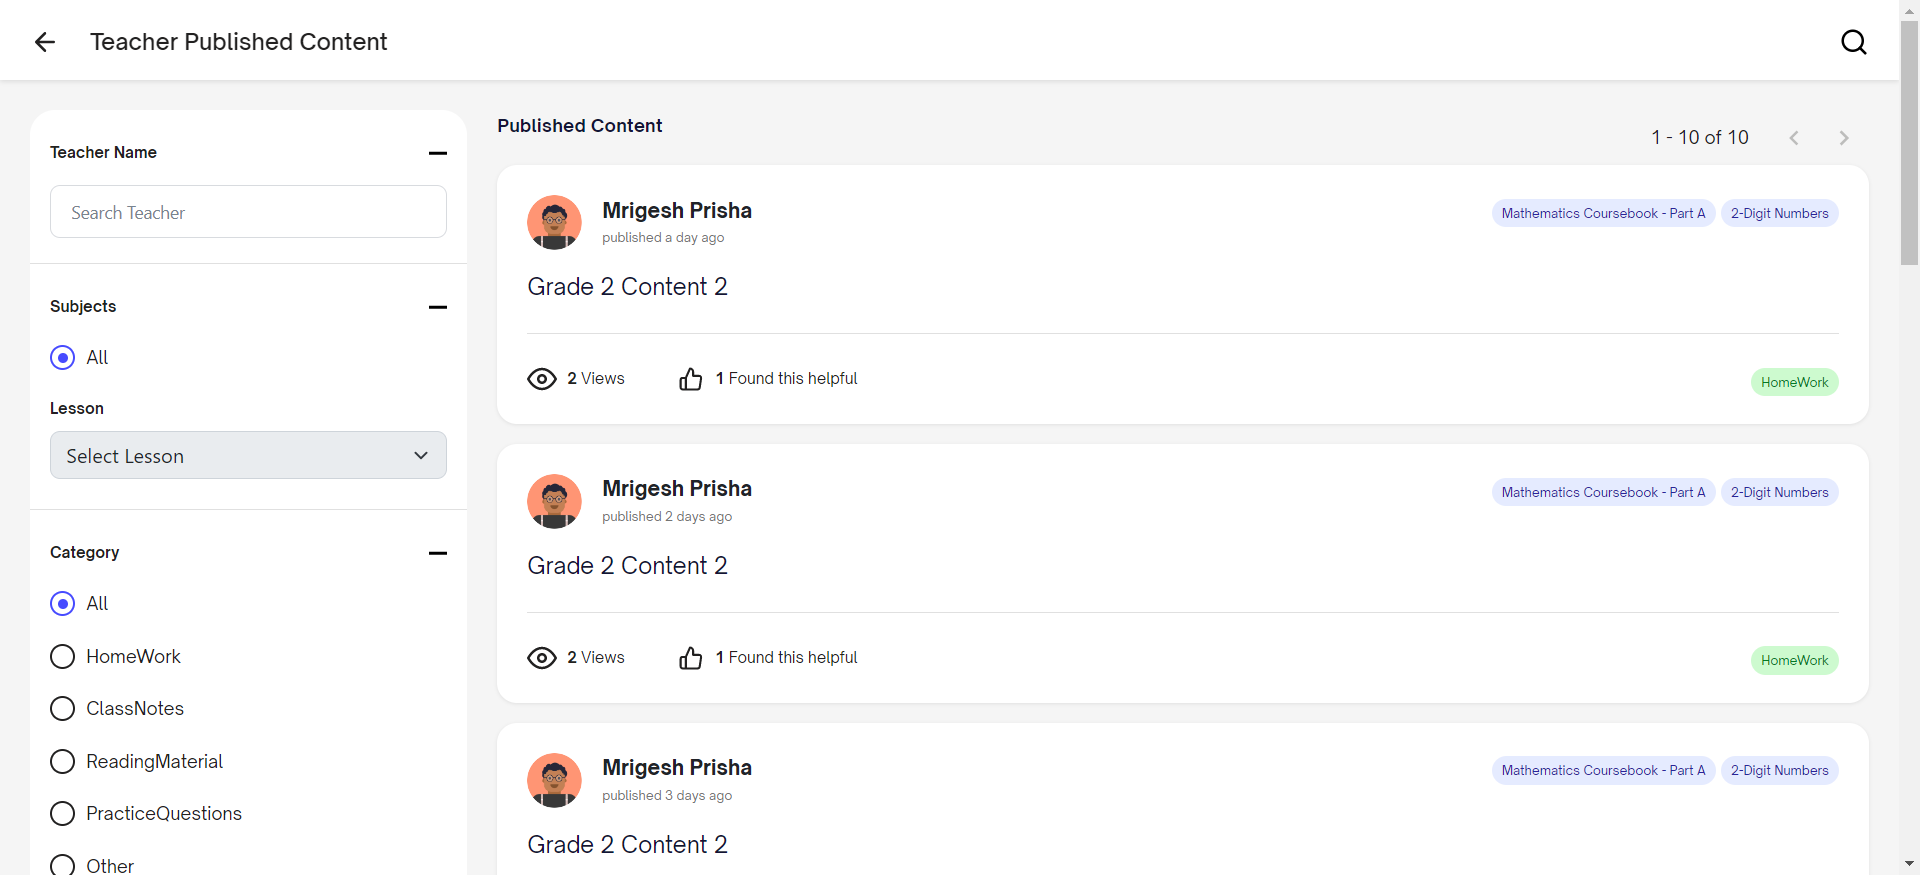 Teacher Published Content
Teacher Name
Search Teacher
Subjects
All
Lesson
Select Lesson
Category
All
HomeWork
ClassNotes
ReadingMaterial
PracticeQuestions
Other
Published Content
1 - 10 of 10
Mrigesh Prisha
published a day ago
Mathematics Coursebook - Part A 2-Digit Numbers
Grade 2 Content 2
2 Views 1 Found this helpful
HomeWork
Mrigesh Prisha
published 2 days ago
Mathematics Coursebook - Part A 2-Digit Numbers
Grade 2 Content 2
2 Views 1 Found this helpful
HomeWork
Mrigesh Prisha
published 3 days ago
Mathematics Coursebook - Part A 2-Digit Numbers
Grade 2 Content 2